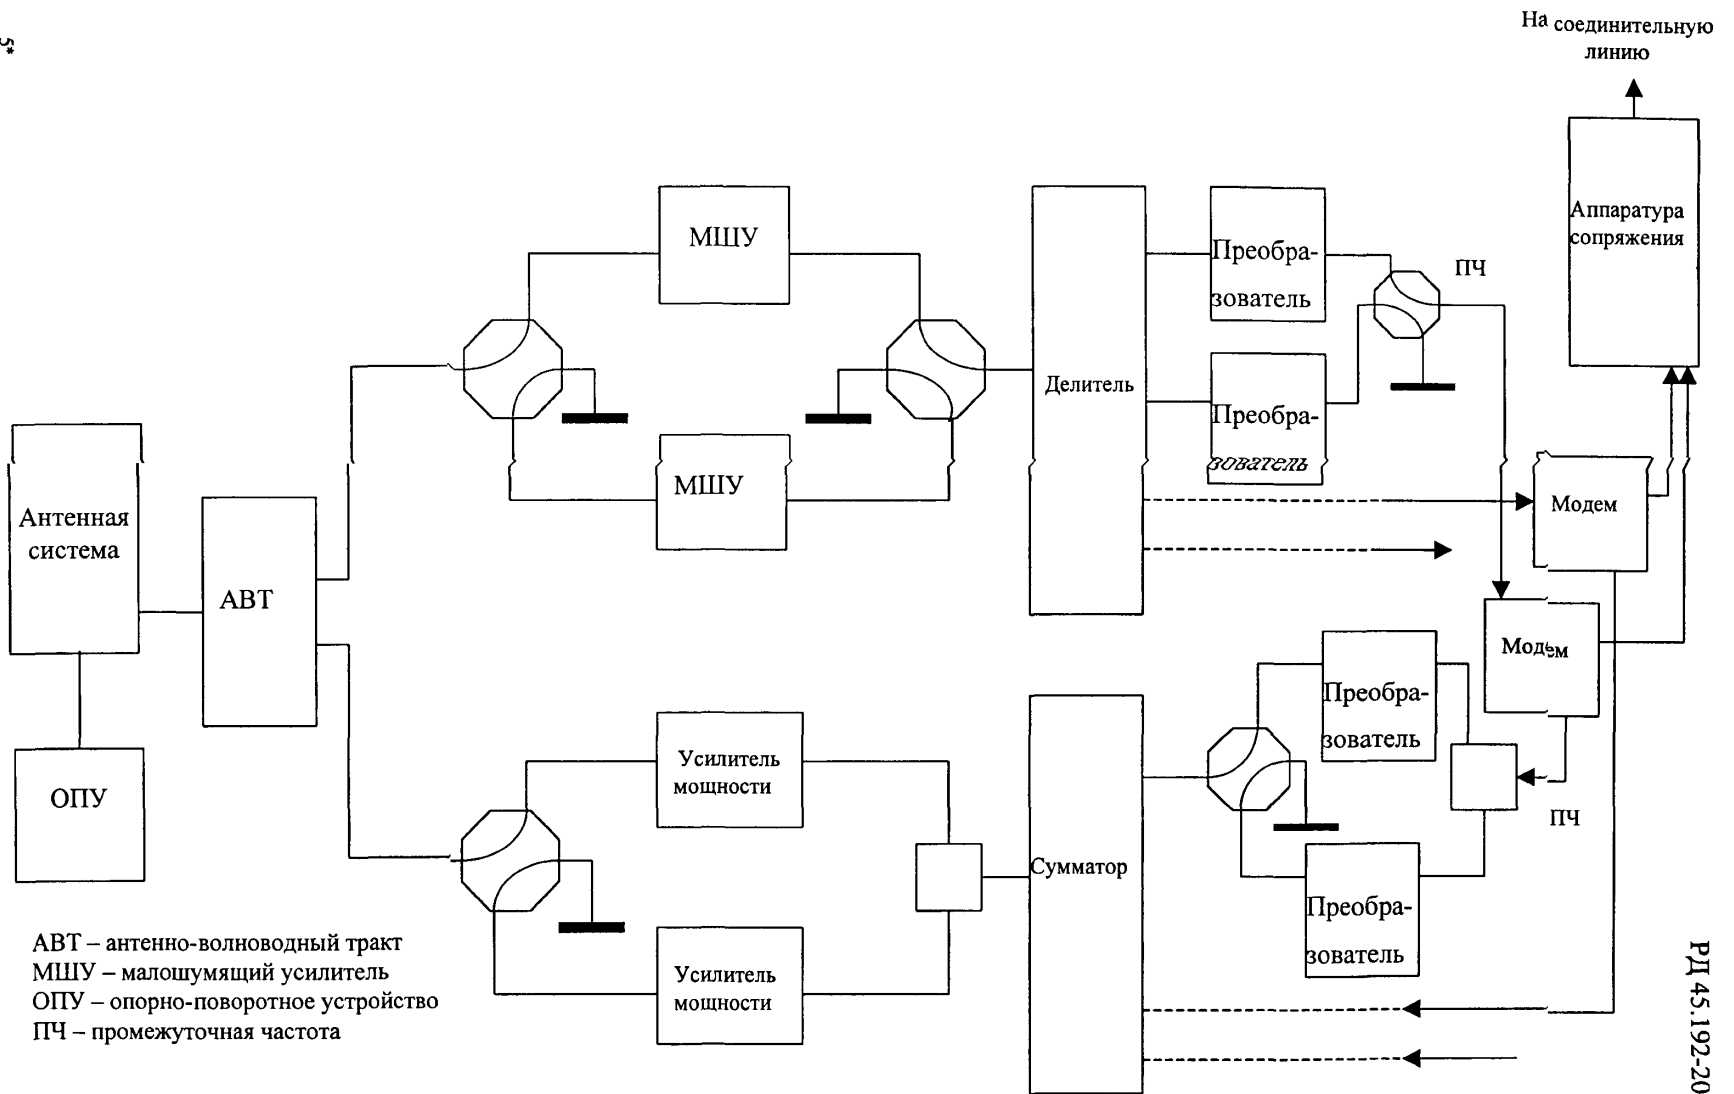 5*
На соединительную
линию
Аппаратура
сопряжения
МШУ
Преобра-
зователь
ПЧ
Делитель
Преобра-
зователь
МШУ
Модем
Антенная
система
АВТ
Модем
Преобра-
зователь
ОПУ
Усилитель
мощности
ПЧ
Сумматор
Преобра-
зователь
Усилитель
мощности
АВТ – антенно-волноводный тракт
МШУ – малошумящий усилитель
ОПУ – опорно-поворотное устройство
ПЧ – промежуточная частота
РД 45.192-20